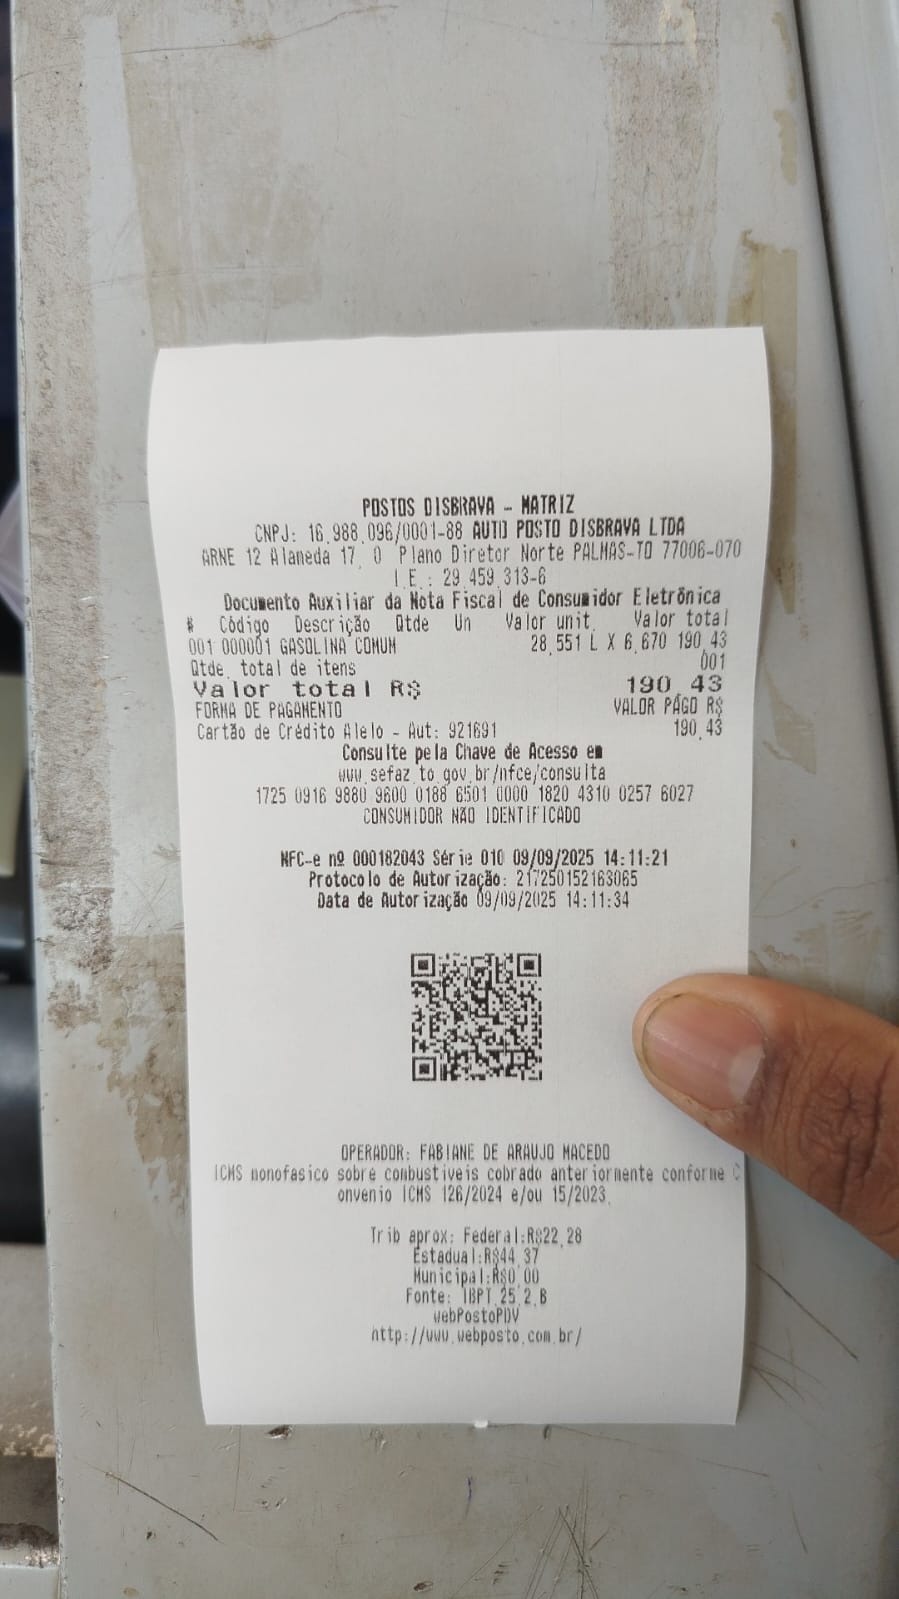 POSTOS DISBRAVA - MATRIZ
CNPJ: 16.988.096/0001-88 AUTO POSTO DISBRAVA LTDA
ARNE 12 Alameda 17, 0 Plano Diretor Norte PALMAS-TO 77006-070
I.E.: 29.459.313-6
Documento Auxiliar da Nota Fiscal de Consumidor Eletrônica
# Código Descrição Qtde Un Valor unit. Valor total
001 000001 GASOLINA COMUM 28,551 L X 6,670 190,43
Qtde. total de itens 001
Valor total R$ 190,43
FORMA DE PAGAMENTO VALOR PAGO R$
Cartão de Crédito Alelo - Aut: 921691 190,43
Consulte pela Chave de Acesso em
www.sefaz.to.gov.br/nfce/consulta
1725 0916 9880 9600 0188 6501 0000 1820 4310 0257 6027
CONSUMIDOR NÃO IDENTIFICADO
NFC-e nº 000182043 Série 010 09/09/2025 14:11:21
Protocolo de Autorização: 217250152163065
Data de Autorização 09/09/2025 14:11:34
OPERADOR: FABIANE DE ARAUJO MACEDO
ICMS monofasico sobre combustiveis cobrado anteriormente conforme C
onvenio ICMS 126/2024 e/ou 15/2023.
Trib aprox: Federal:R$22,28
Estadual:R$44,37
Municipal:R$0,00
Fonte: IBPT.25.2.B
webPostoPDV
http://www.webposto.com.br/